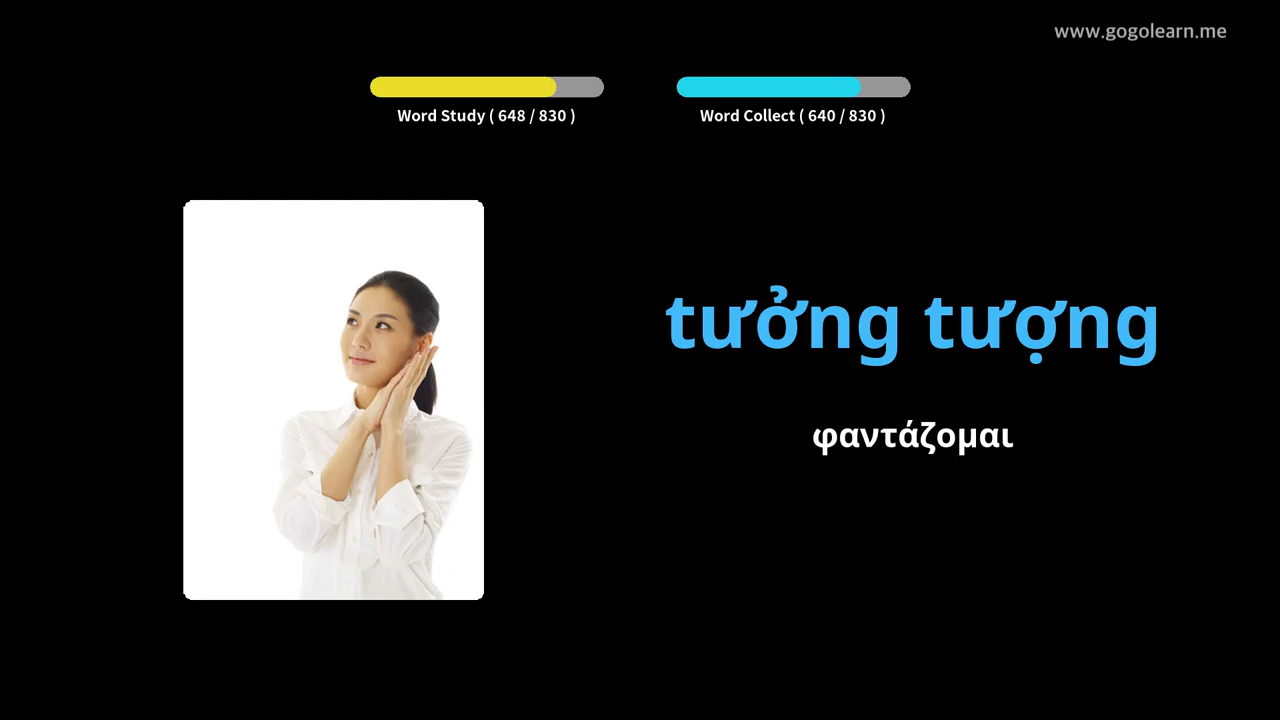 www.gogolearn.me
Word Study ( 648 / 830 )
Word Collect ( 640 / 830 )
tưởng tượng
φαντάζομαι